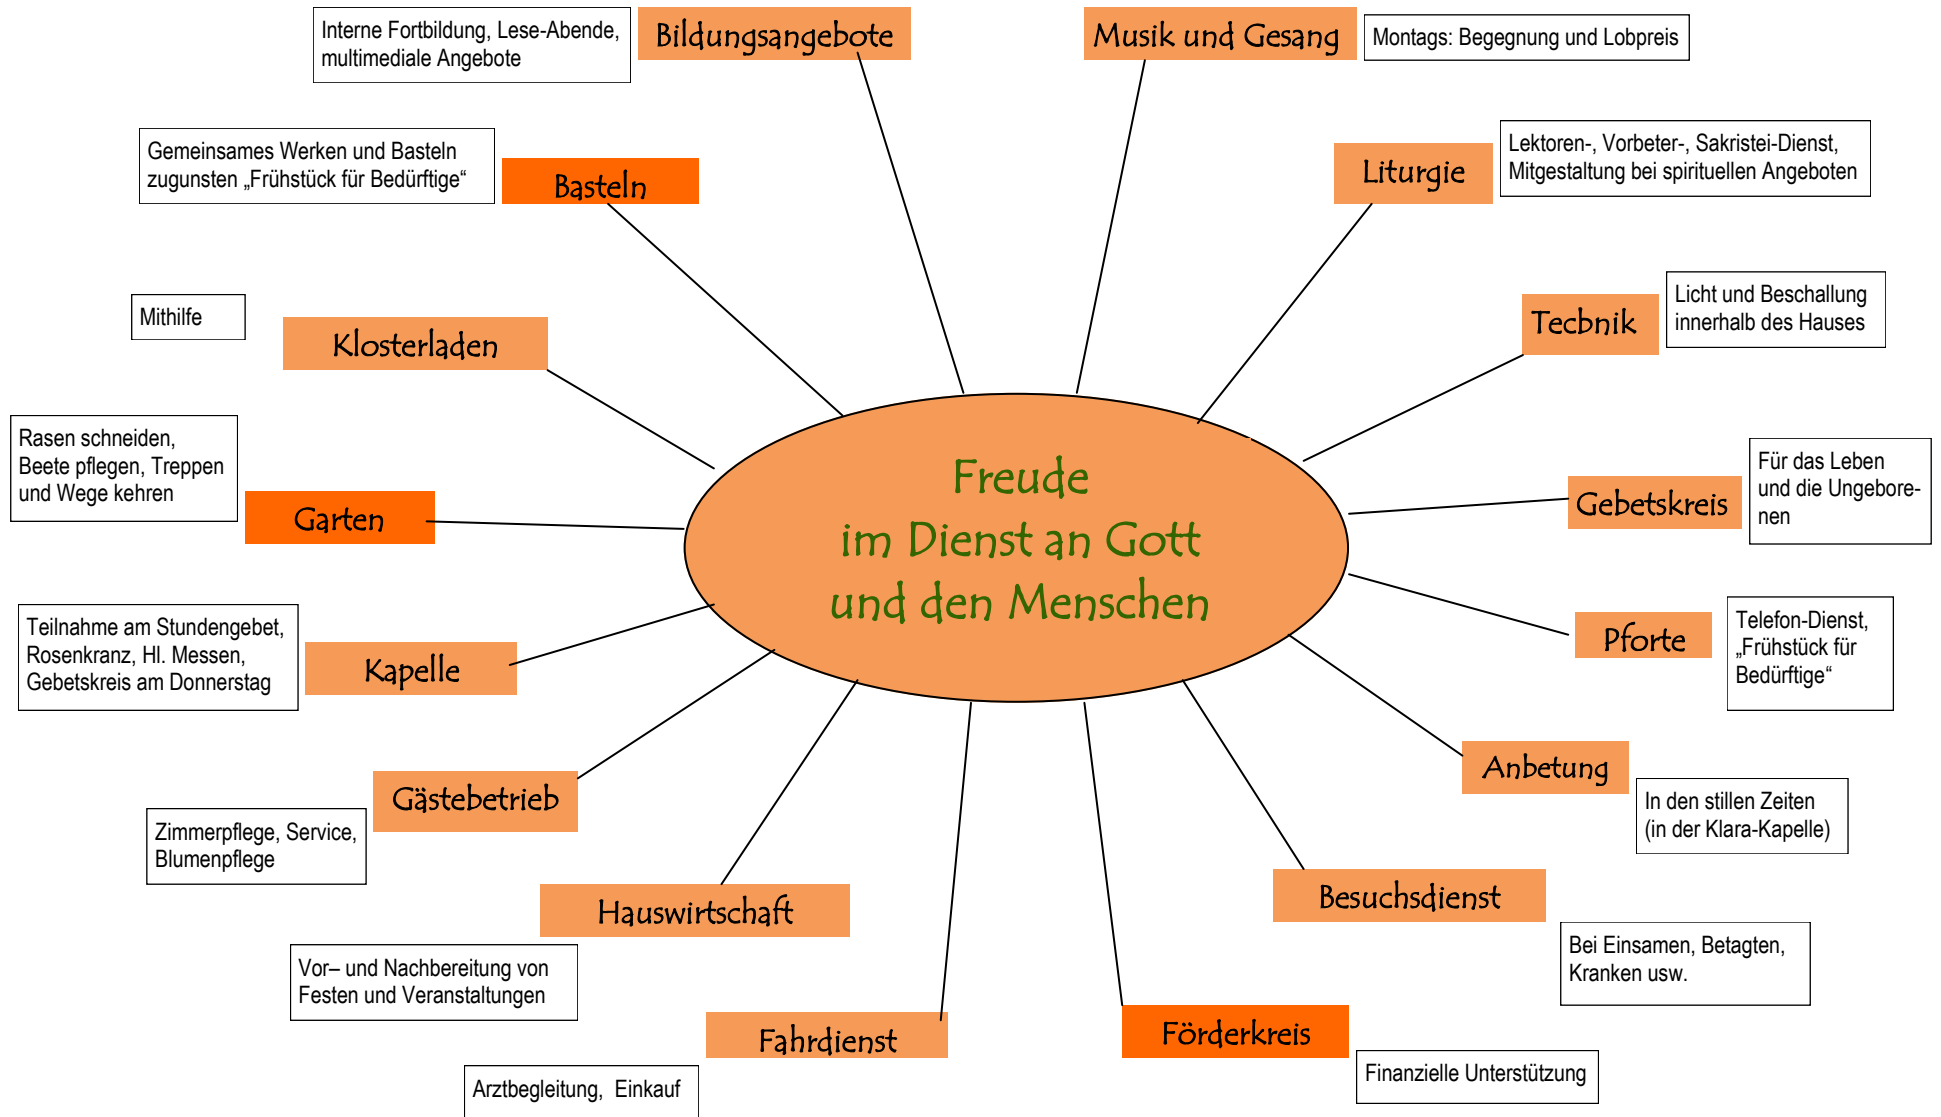 Interne Fortbildung, Lese-Abende,
multimediale Angebote
Bildungsangebote
Musik und Gesang
Montags: Begegnung und Lobpreis
Gemeinsames Werken und Basteln
zugunsten „Frühstück für Bedürftige“
Basteln
Liturgie
Lektoren-, Vorbeter-, Sakristei-Dienst,
Mitgestaltung bei spirituellen Angeboten
Mithilfe
Klosterladen
Technik
Licht und Beschallung
innerhalb des Hauses
Rasen schneiden,
Beete pflegen, Treppen
und Wege kehren
Garten
Freude
im Dienst an Gott
und den Menschen
Gebetskreis
Für das Leben
und die Ungebore-
nen
Teilnahme am Stundengebet,
Rosenkranz, Hl. Messen,
Gebetskreis am Donnerstag
Kapelle
Pforte
Telefon-Dienst,
„Frühstück für
Bedürftige“
Gästebetrieb
Zimmerpflege, Service,
Blumenpflege
Anbetung
In den stillen Zeiten
(in der Klara-Kapelle)
Hauswirtschaft
Vor– und Nachbereitung von
Festen und Veranstaltungen
Besuchsdienst
Bei Einsamen, Betagten,
Kranken usw.
Fahrdienst
Arztbegleitung, Einkauf
Förderkreis
Finanzielle Unterstützung